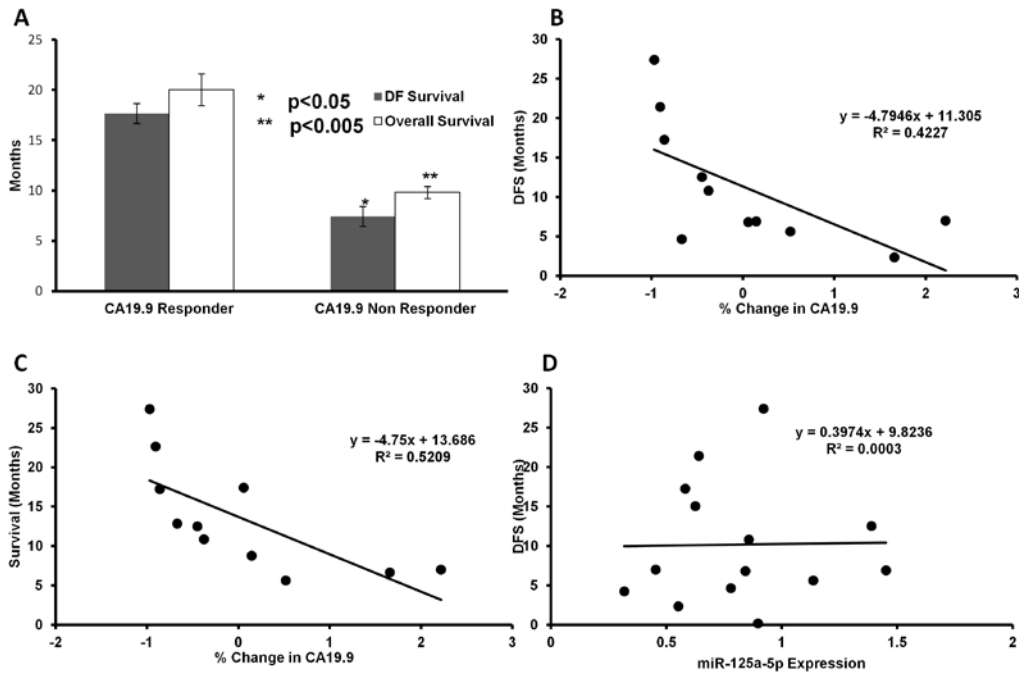 A
25
20
15
10
5
0
Months
* p<0.05
** p<0.005
DF Survival
Overall Survival
*
**
CA19.9 Responder
CA19.9 Non Responder
B
30
25
20
15
10
5
0
DFS (Months)
y = -4.7946x + 11.305
R² = 0.4227
-2
-1
0
1
2
3
% Change in CA19.9
C
30
25
20
15
10
5
0
Survival (Months)
y = -4.75x + 13.686
R² = 0.5209
-2
-1
0
1
2
3
% Change in CA19.9
D
30
25
20
15
10
5
0
DFS (Months)
y = 0.3974x + 9.8236
R² = 0.0003
0
0.5
1
1.5
2
miR-125a-5p Expression